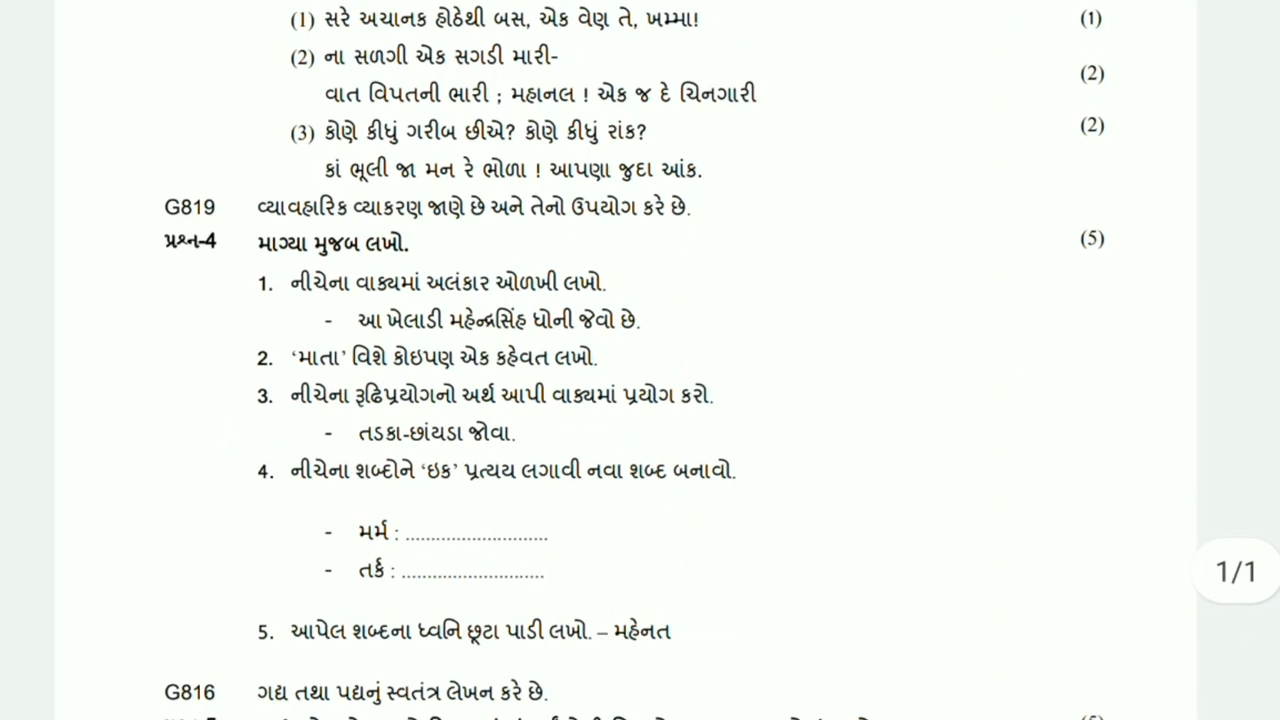 (1) સરે અચાનક હોઠેથી બસ, એક વેણ તે, ખમ્મા! (1)
(2) ના સળગી એક સગડી મારી- (2)
વાત વિપતની ભારી ; મહાનલ ! એક જ દે ચિનગારી
(3) કોણે કીધું ગરીબ છીએ? કોણે કીધું રાંક? (2)
કાં ભૂલી જા મન રે ભોળા ! આપણા જુદા આંક.
G819 વ્યાવહારિક વ્યાકરણ જાણે છે અને તેનો ઉપયોગ કરે છે.
પ્રશ્ન-4 માગ્યા મુજબ લખો. (5)
1. નીચેના વાક્યમાં અલંકાર ઓળખી લખો.
- આ ખેલાડી મહેન્દ્રસિંહ ધોની જેવો છે.
2. ‘માતા’ વિશે કોઇપણ એક કહેવત લખો.
3. નીચેના રૂઢિપ્રયોગનો અર્થ આપી વાક્યમાં પ્રયોગ કરો.
- તડકા-છાંયડા જોવા.
4. નીચેના શબ્દોને ‘ઇક’ પ્રત્યય લગાવી નવા શબ્દ બનાવો.
- મર્મ : ............................
- તર્ક : ............................
1/1
5. આપેલ શબ્દના ધ્વનિ છૂટા પાડી લખો. – મહેનત
G816 ગદ્ય તથા પદ્યનું સ્વતંત્ર લેખન કરે છે.